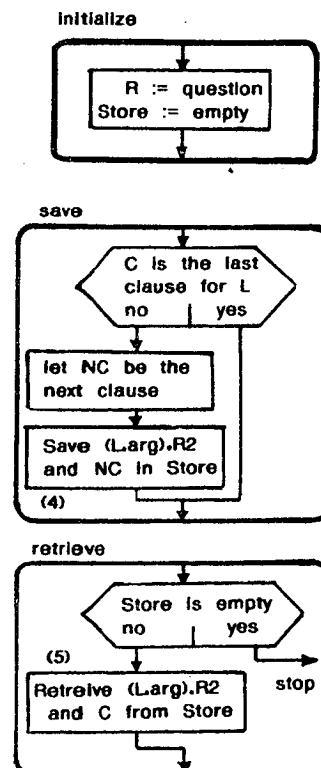 initialize
R := question
Store := empty
save
C is the last
clause for L
no yes
let NC be the
next clause
Save (L.arg).R2
and NC in Store
(4)
retrieve
Store is empty
no yes
(5)
stop
Retreive (L.arg).R2
and C from Store